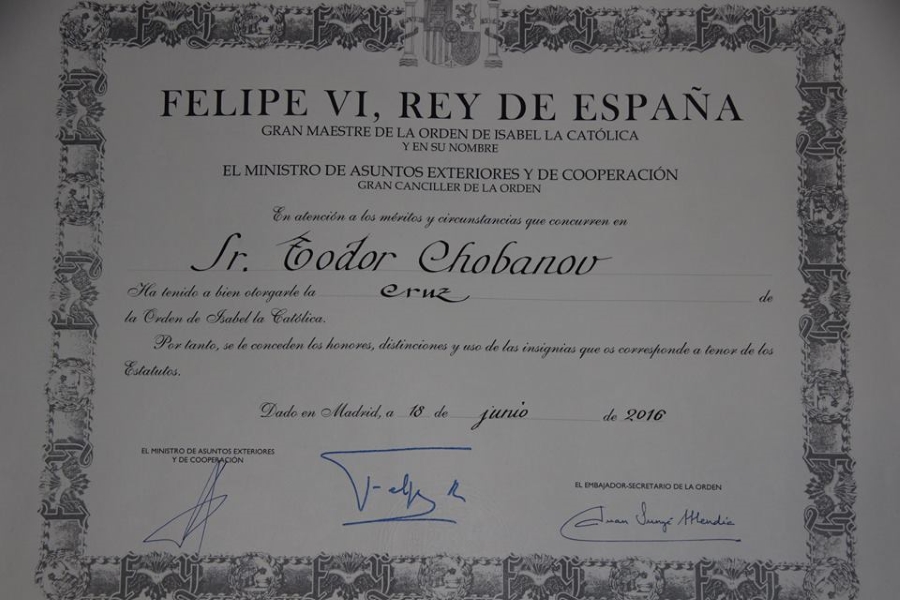 FELIPE VI, REY DE ESPAÑA
GRAN MAESTRE DE LA ORDEN DE ISABEL LA CATÓLICA
Y EN SU NOMBRE
EL MINISTRO DE ASUNTOS EXTERIORES Y DE COOPERACIÓN
GRAN CANCILLER DE LA ORDEN
En atención a los méritos y circunstancias que concurren en
Sr. Todor Chobanov
Ha tenido a bien otorgarle la cruz de
la Orden de Isabel la Católica.
Por tanto, se le conceden los honores, distinciones y uso de las insignias que os corresponde a tenor de los
Estatutos.
Dado en Madrid, a 18 de junio de 2016
EL MINISTRO DE ASUNTOS EXTERIORES
Y DE COOPERACIÓN
Felipe R
EL EMBAJADOR-SECRETARIO DE LA ORDEN
Juan